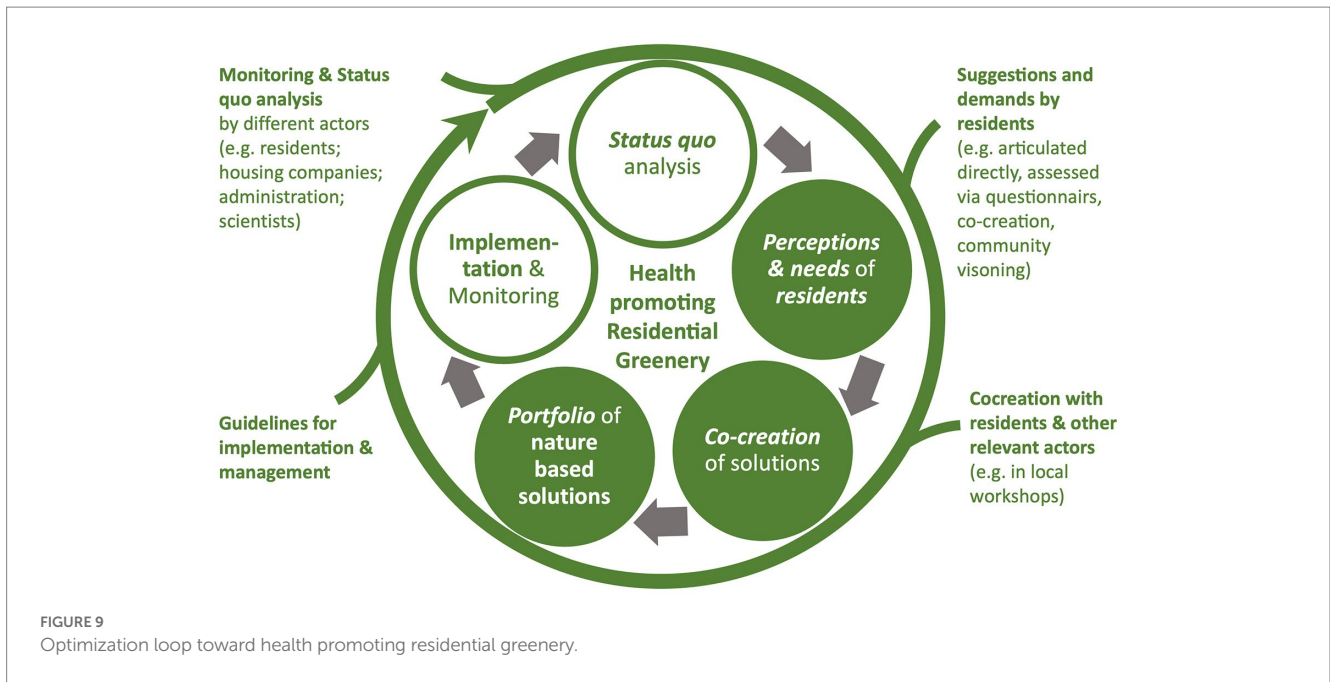 Monitoring & Status
quo analysis
by different actors
(e.g. residents;
housing companies;
administration;
scientists)
Status quo
analysis
Suggestions and
demands by
residents
(e.g. articulated
directly, assessed
via questionnairs,
co-creation,
community
visoning)
Perceptions
& needs of
residents
Implemen-
tation &
Monitoring
Health
promoting
Residential
Greenery
Co-creation
of solutions
Cocreation with
residents & other
relevant actors
(e.g. in local
workshops)
Portfolio of
nature
based
solutions
Guidelines for
implementation &
management
FIGURE 9
Optimization loop toward health promoting residential greenery.